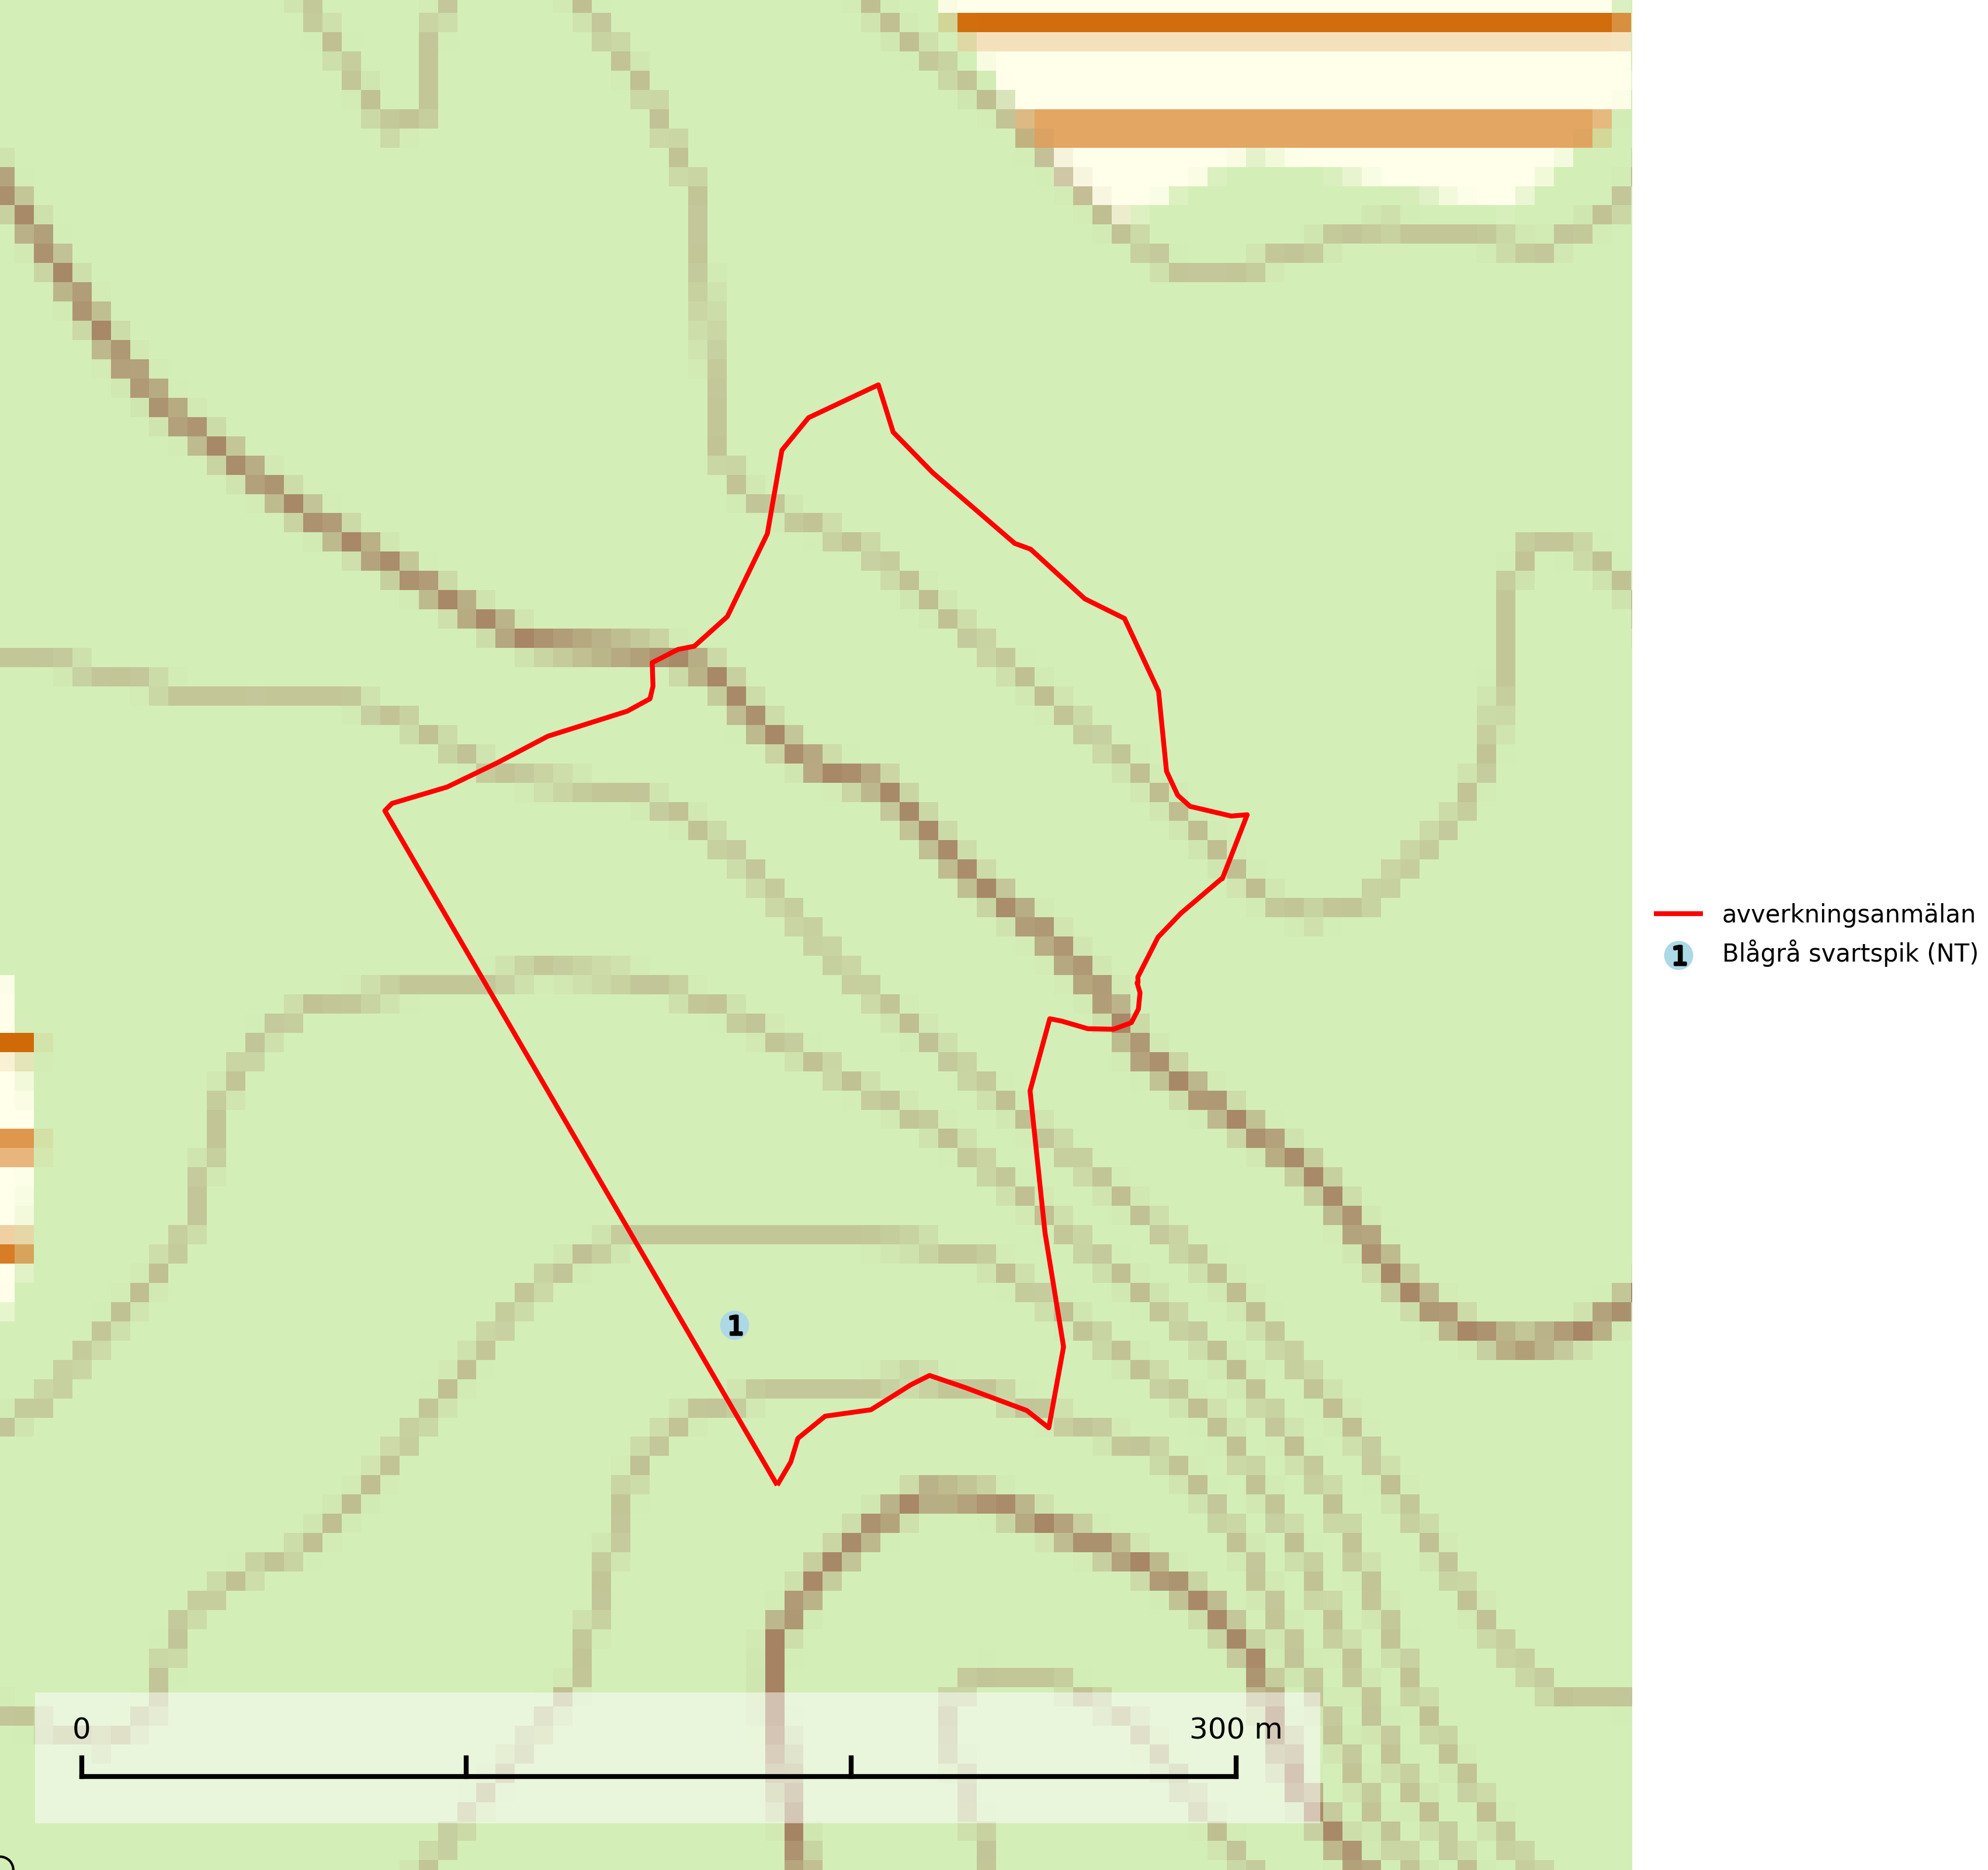 avverkningsanmälan
1 Blågrå svartspik (NT)
1
0 300 m